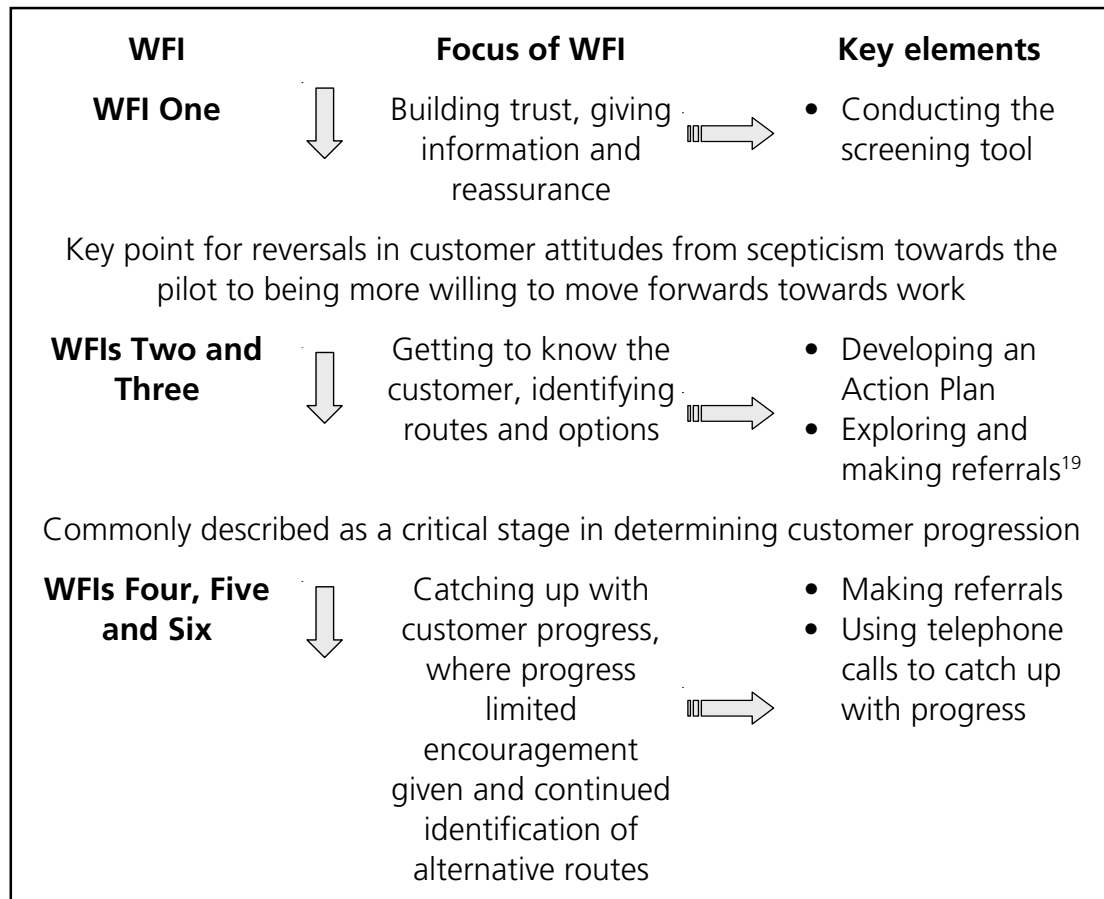 WFI Focus of WFI Key elements
WFI One
Building trust, giving
information and
reassurance
• Conducting the
screening tool
Key point for reversals in customer attitudes from scepticism towards the
pilot to being more willing to move forwards towards work
WFIs Two and
Three
Getting to know the
customer, identifying
routes and options
• Developing an
Action Plan
• Exploring and
making referrals¹⁹
Commonly described as a critical stage in determining customer progression
WFIs Four, Five
and Six
Catching up with
customer progress,
where progress
limited
encouragement
given and continued
identification of
alternative routes
• Making referrals
• Using telephone
calls to catch up
with progress